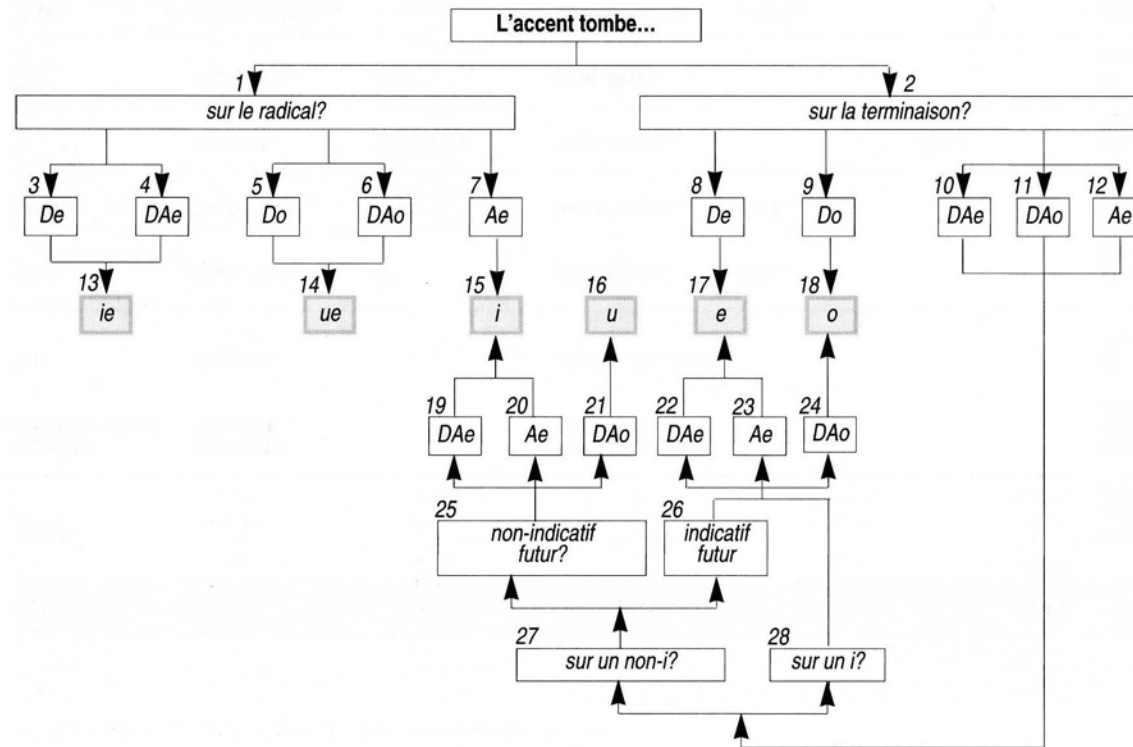 L'accent tombe…
1
2
sur le radical?
sur la terminaison?
3
4
5
6
7
8
9
10
11
12
De
DAe
Do
DAo
Ae
De
Do
DAe
DAo
Ae
13
14
15
16
17
18
ie
ue
i
u
e
o
19
20
21
22
23
24
DAe
Ae
DAo
DAe
Ae
DAo
25
26
non-indicatif
futur?
indicatif
futur
27
28
sur un non-i?
sur un i?